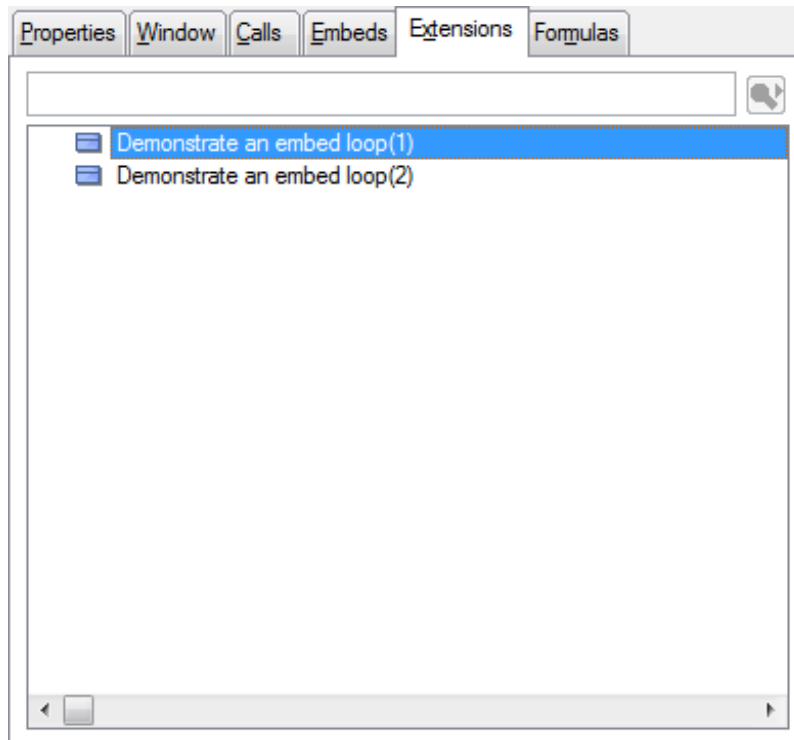 Properties Window Calls Embeds Extensions Formulas
Demonstrate an embed loop(1)
Demonstrate an embed loop(2)